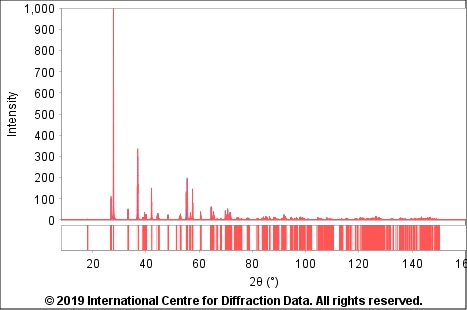 1,000
900
800
700
600
500
400
300
200
100
0
Intensity
20 40 60 80 100 120 140 16
2θ (°)
© 2019 International Centre for Diffraction Data. All rights reserved.